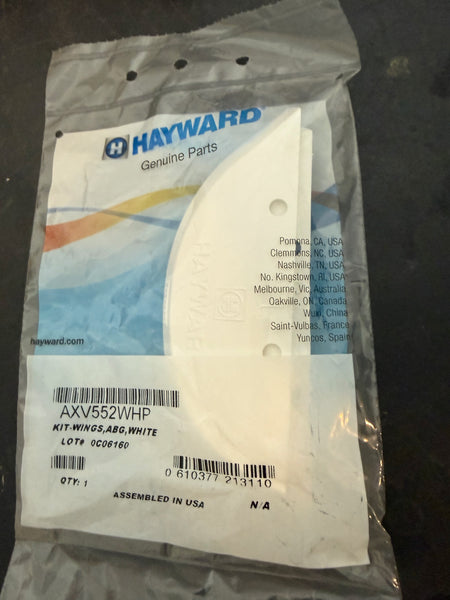 H HAYWARD
Genuine Parts
HAYWARD
H
Pomona, CA, USA
Clemmons, NC, USA
Nashville, TN, USA
No. Kingstown, RI, USA
Melbourne, Vic, Australia
Oakville, ON, Canada
Wuxi, China
Saint-Vulbas, France
Yuncos, Spain
hayward.com
AXV552WHP
KIT-WINGS,ABG,WHITE
LOT# 0C06160
0 610377 213110
QTY: 1
ASSEMBLED IN USA N/A